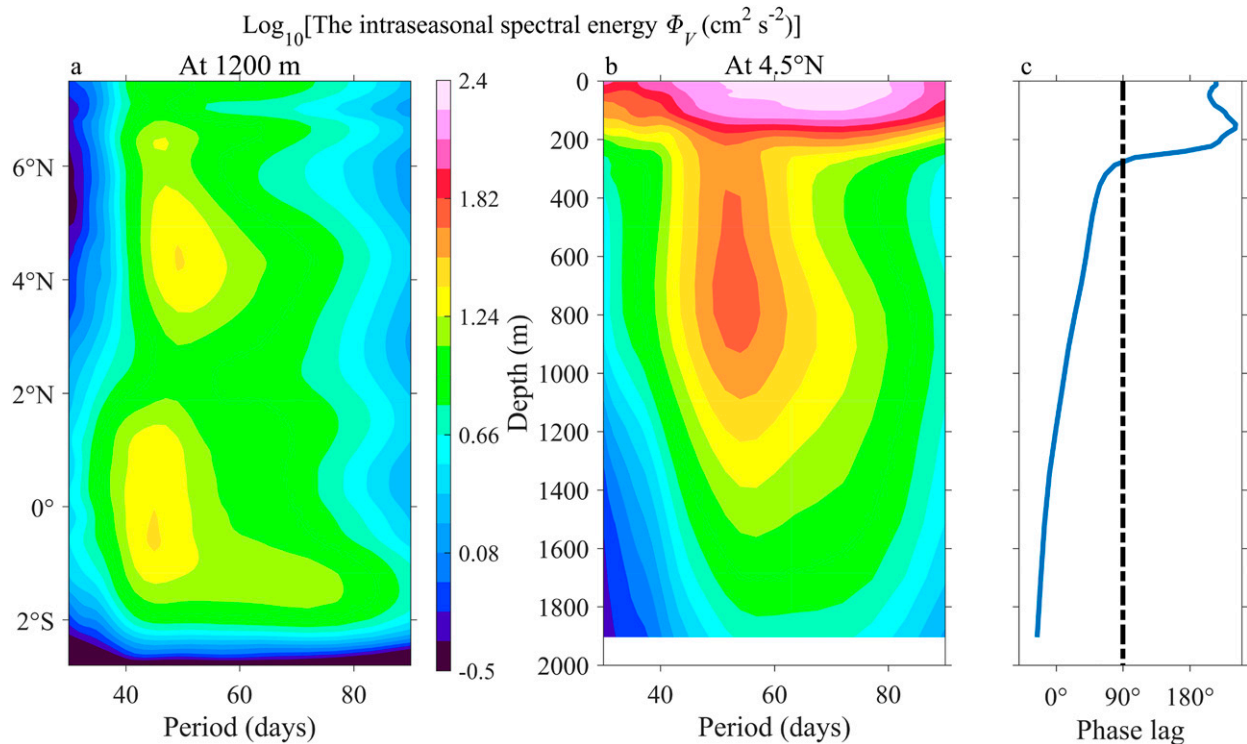 Log10[The intraseasonal spectral energy ΦV (cm2 s-2)]
a At 1200 m
6°N
4°N
2°N
0°
2°S
40 60 80
Period (days)
2.4
1.82
1.24
0.66
0.08
-0.5
b At 4.5°N
Depth (m)
0
200
400
600
800
1000
1200
1400
1600
1800
2000
40 60 80
Period (days)
c
0° 90° 180°
Phase lag